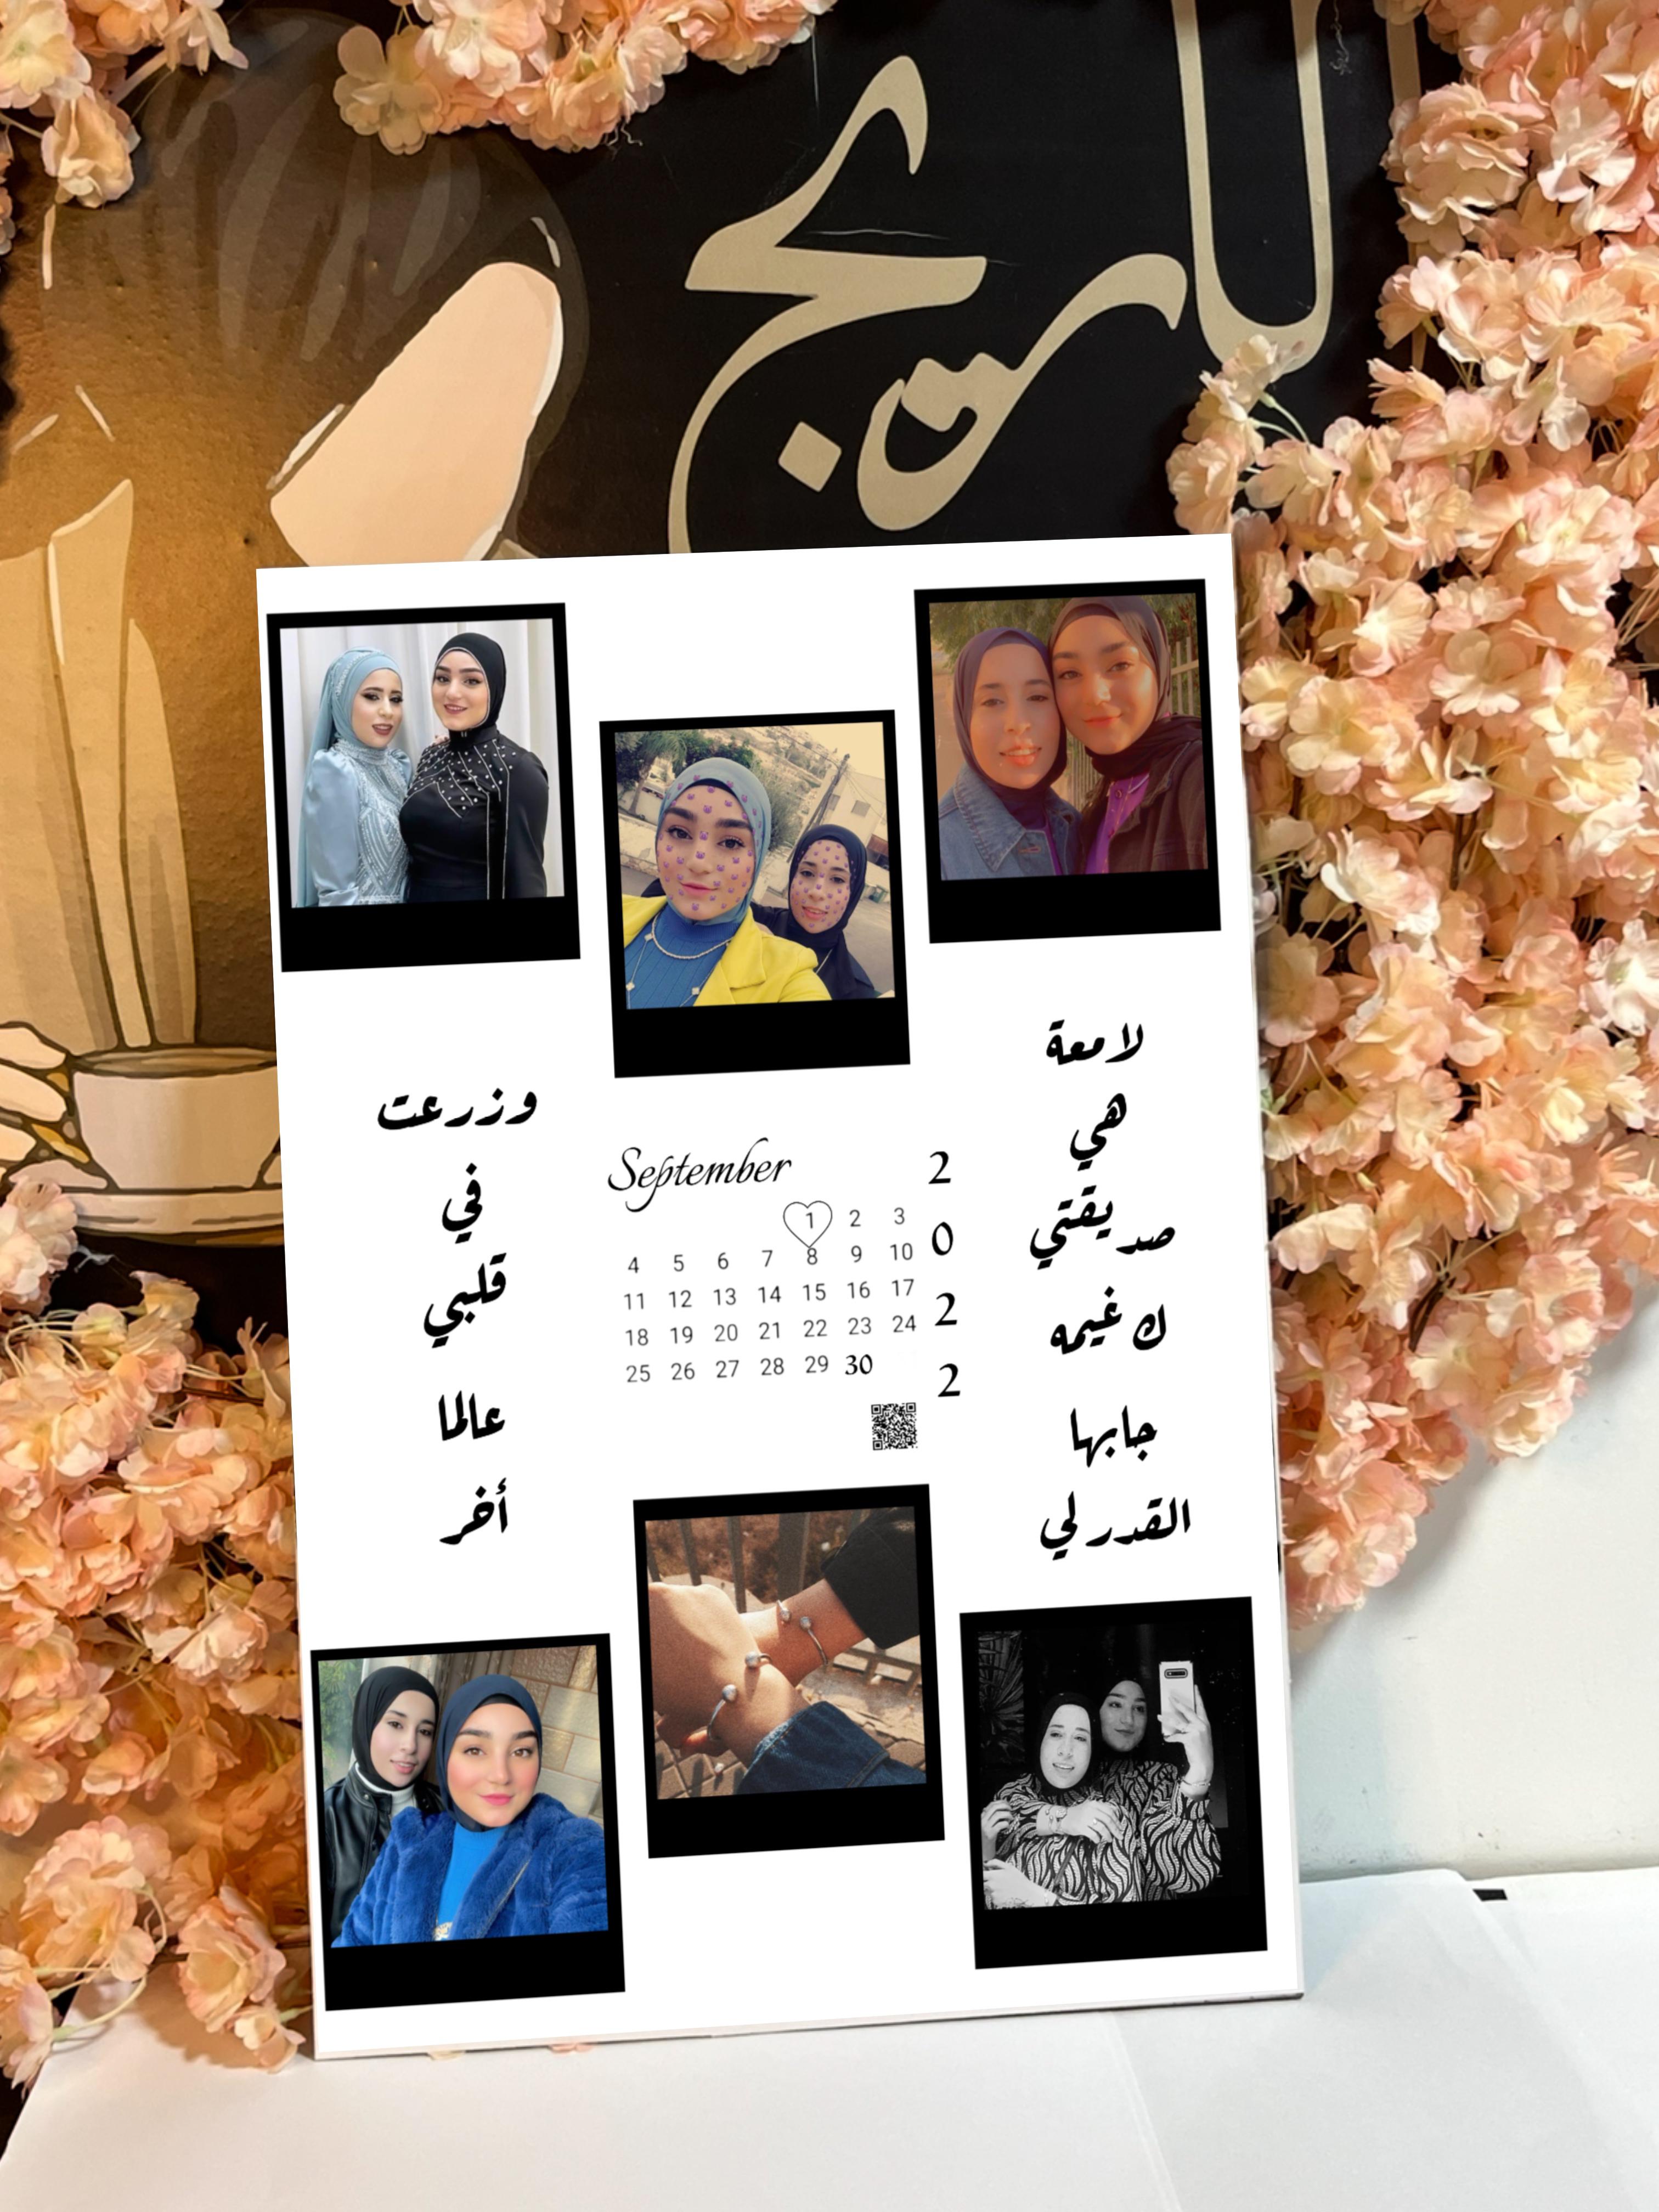 لاريج
لامعة
هي
صديقتي
ك غيمه
جابها
القدر لي
وزرعت
في
قلبي
عالما
أخر
September
2
0
2
2
1 2 3
4 5 6 7 8 9 10
11 12 13 14 15 16 17
18 19 20 21 22 23 24
25 26 27 28 29 30